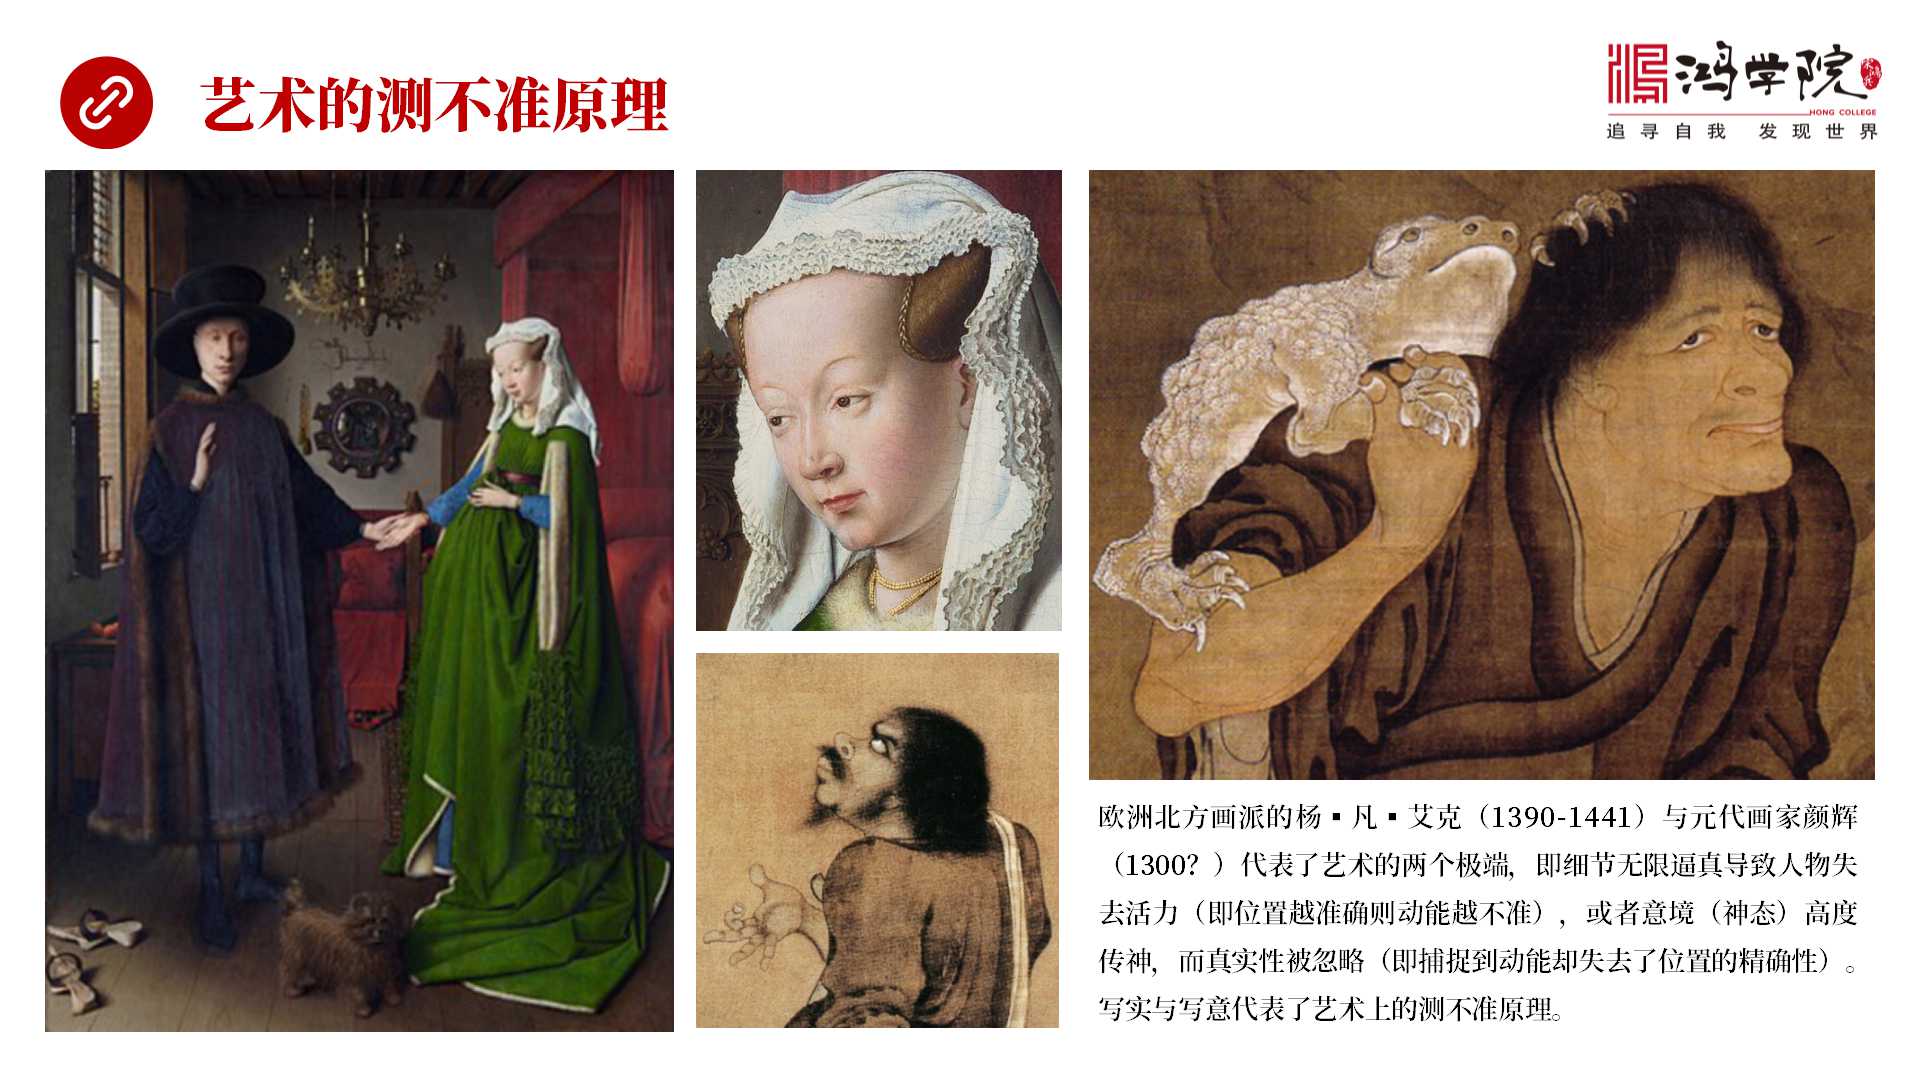 艺术的测不准原理
鸿学院
HONG COLLEGE
追寻自我 发现世界
欧洲北方画派的杨▪凡▪艾克（1390-1441）与元代画家颜辉
（1300？）代表了艺术的两个极端，即细节无限逼真导致人物失
去活力（即位置越准确则动能越不准），或者意境（神态）高度
传神，而真实性被忽略（即捕捉到动能却失去了位置的精确性）。
写实与写意代表了艺术上的测不准原理。